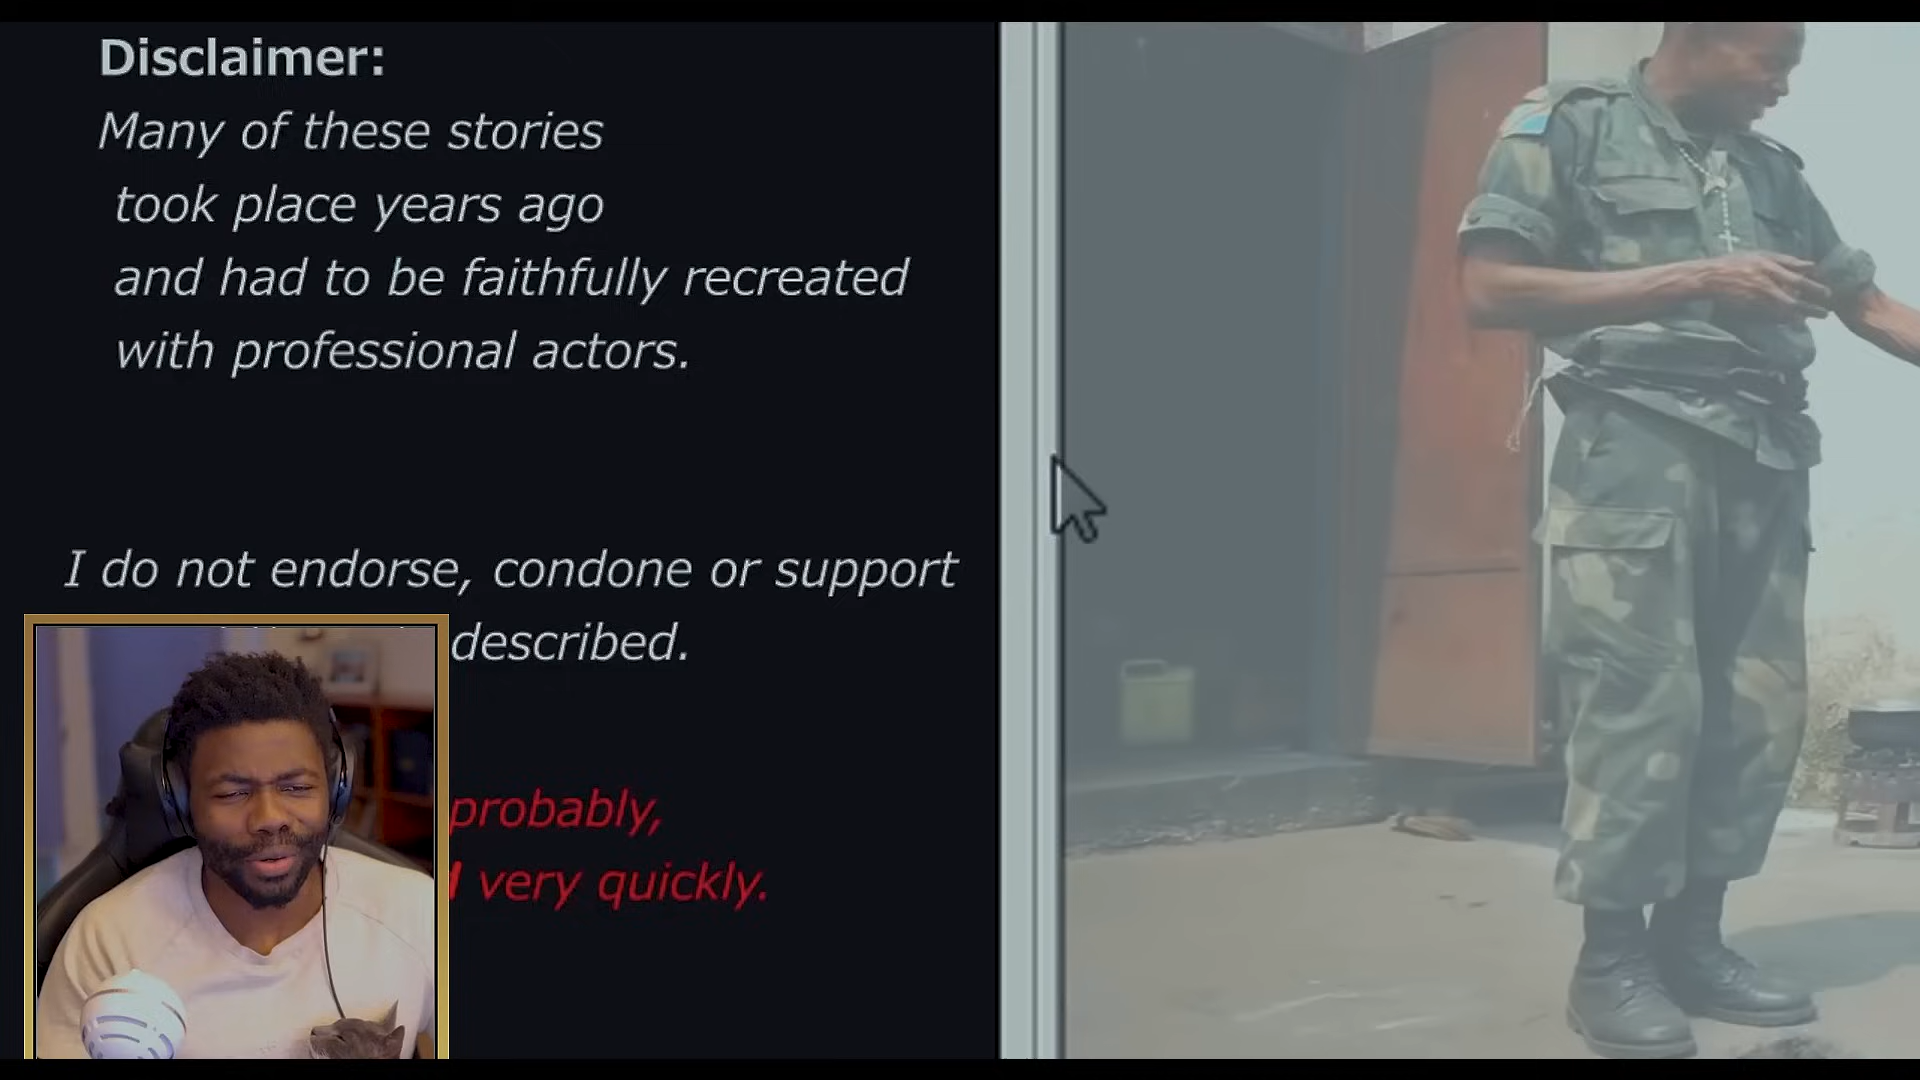 Disclaimer:
Many of these stories
took place years ago
and had to be faithfully recreated
with professional actors.
I do not endorse, condone or support
described.
probably,
very quickly.